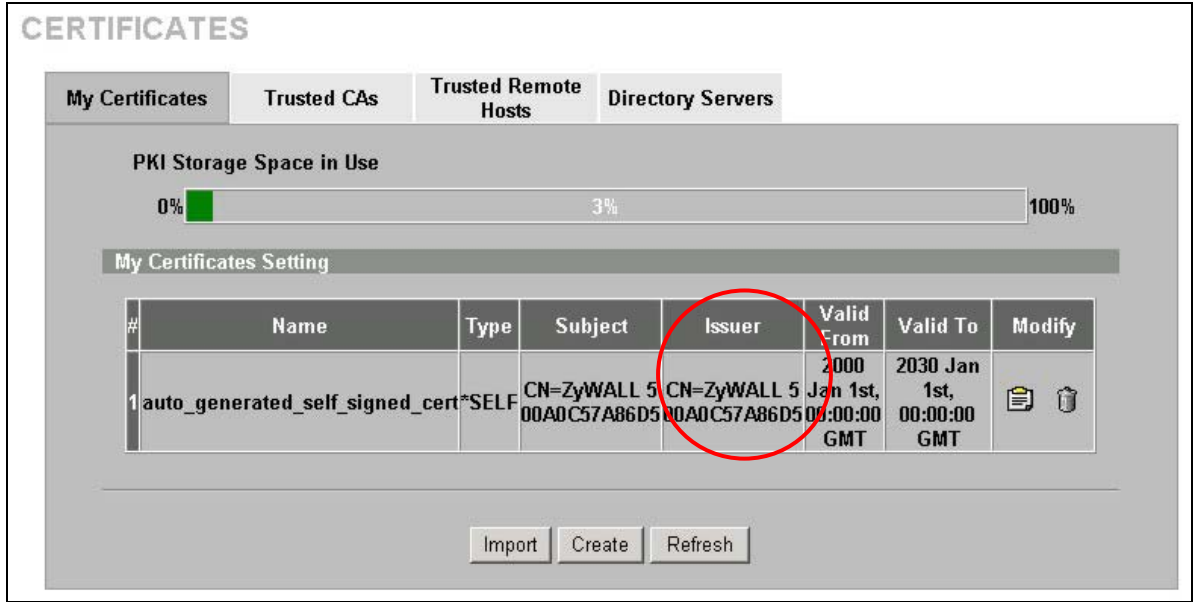 CERTIFICATES
My Certificates
Trusted CAs
Trusted Remote
Hosts
Directory Servers
PKI Storage Space in Use
0%
3%
100%
My Certificates Setting
# Name Type Subject Issuer Valid From Valid To Modify
1 auto_generated_self_signed_cert *SELF CN=ZyWALL 5 00A0C57A86D5 CN=ZyWALL 5 00A0C57A86D5 2000 Jan 1st, 00:00:00 GMT 2030 Jan 1st, 00:00:00 GMT
Import Create Refresh